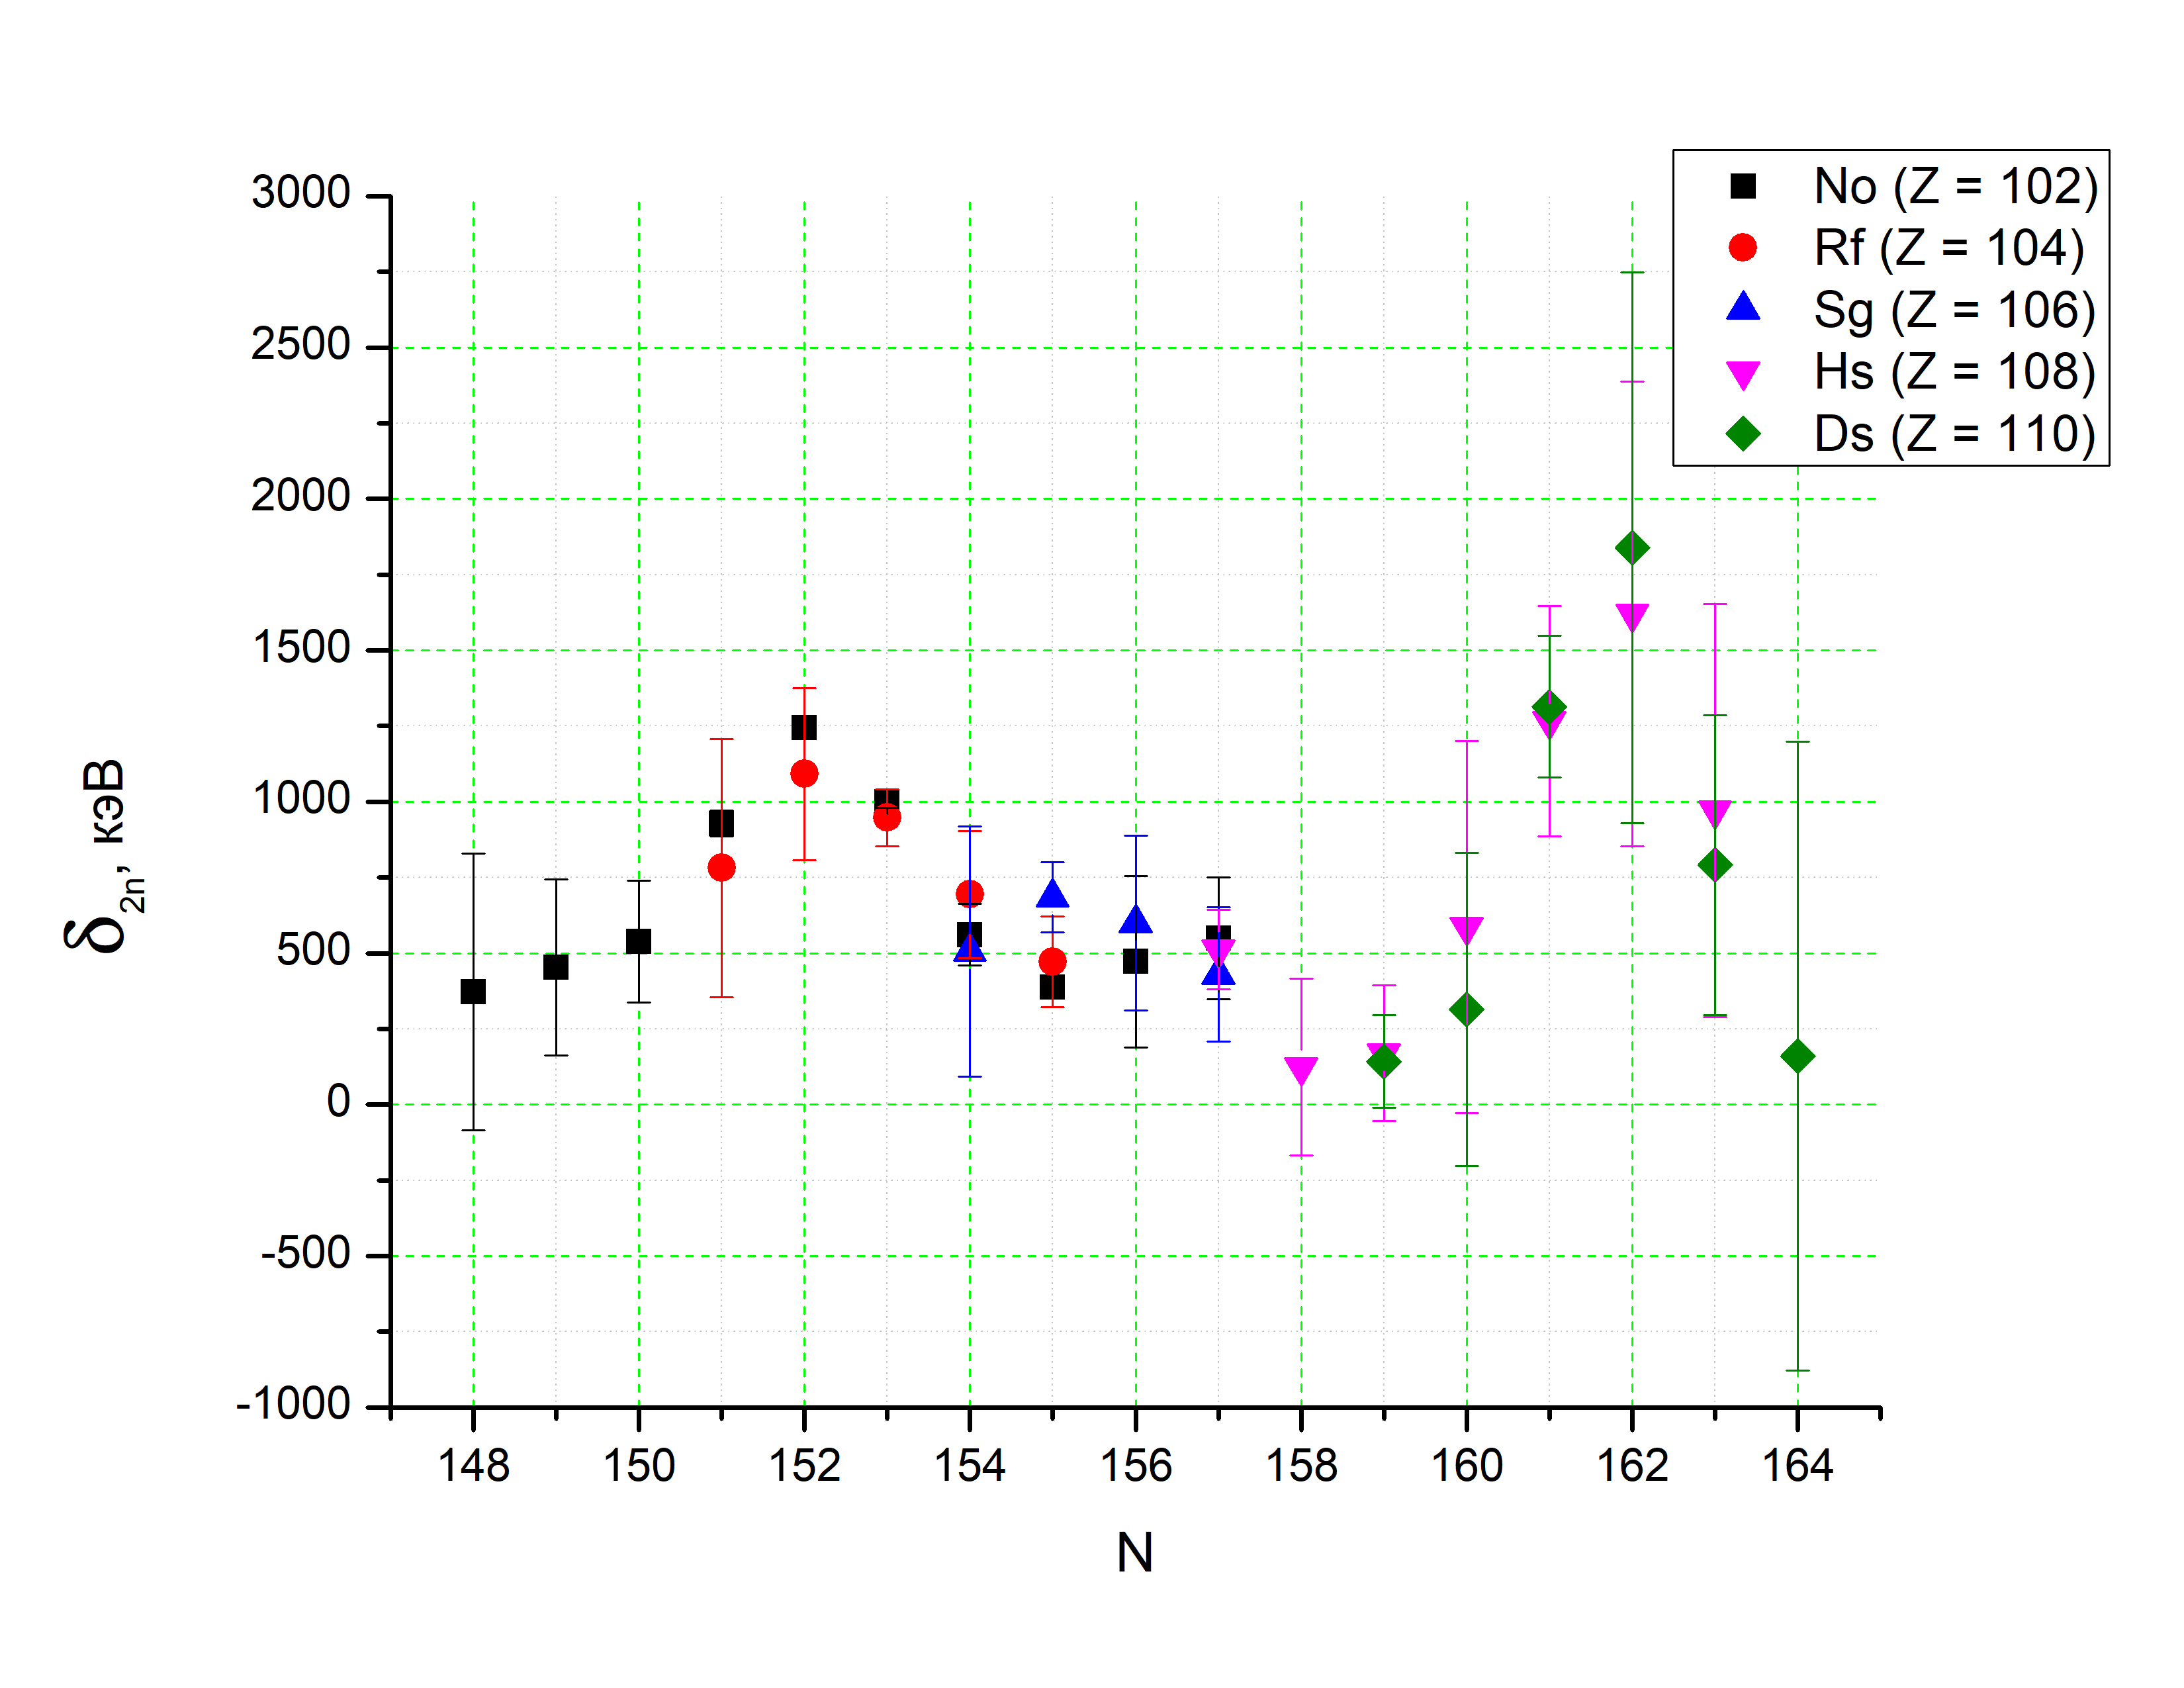 No (Z = 102)
Rf (Z = 104)
Sg (Z = 106)
Hs (Z = 108)
Ds (Z = 110)
3000
2500
2000
1500
1000
500
0
-500
-1000
δ2n, кэВ
148 150 152 154 156 158 160 162 164
N